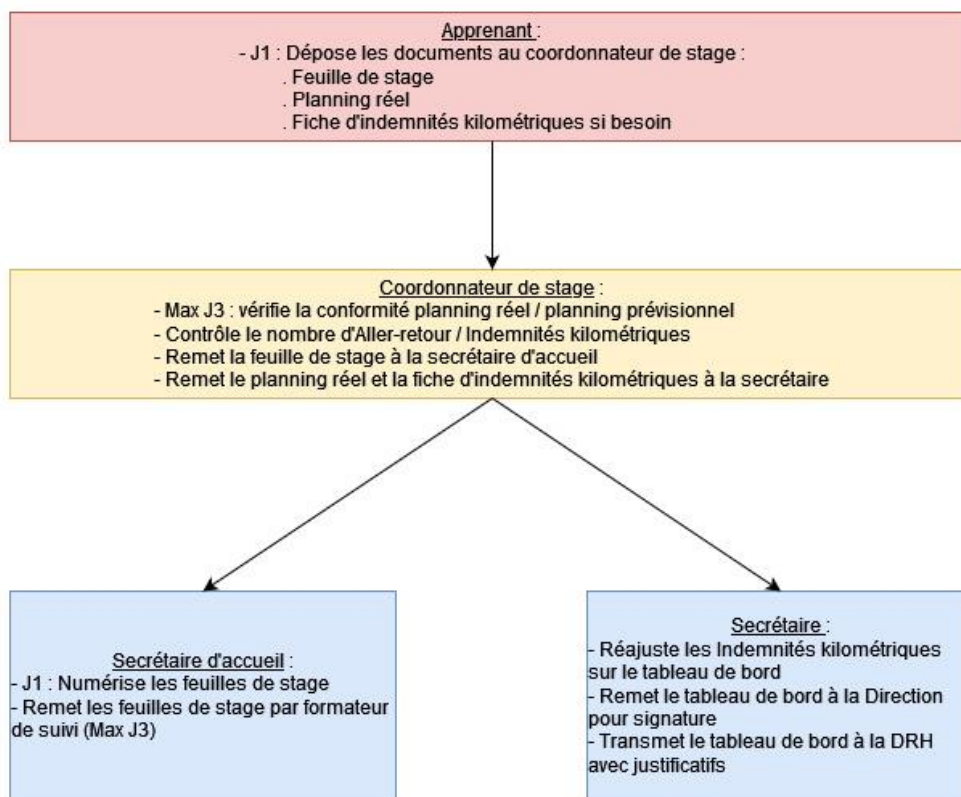 Apprenant :
- J1 : Dépose les documents au coordonnateur de stage :
. Feuille de stage
. Planning réel
. Fiche d'indemnités kilométriques si besoin
Coordonnateur de stage :
- Max J3 : vérifie la conformité planning réel / planning prévisionnel
- Contrôle le nombre d'Aller-retour / Indemnités kilométriques
- Remet la feuille de stage à la secrétaire d'accueil
- Remet le planning réel et la fiche d'indemnités kilométriques à la secrétaire
Secrétaire d'accueil :
- J1 : Numérise les feuilles de stage
- Remet les feuilles de stage par formateur
de suivi (Max J3)
Secrétaire :
- Réajuste les Indemnités kilométriques
sur le tableau de bord
- Remet le tableau de bord à la Direction
pour signature
- Transmet le tableau de bord à la DRH
avec justificatifs